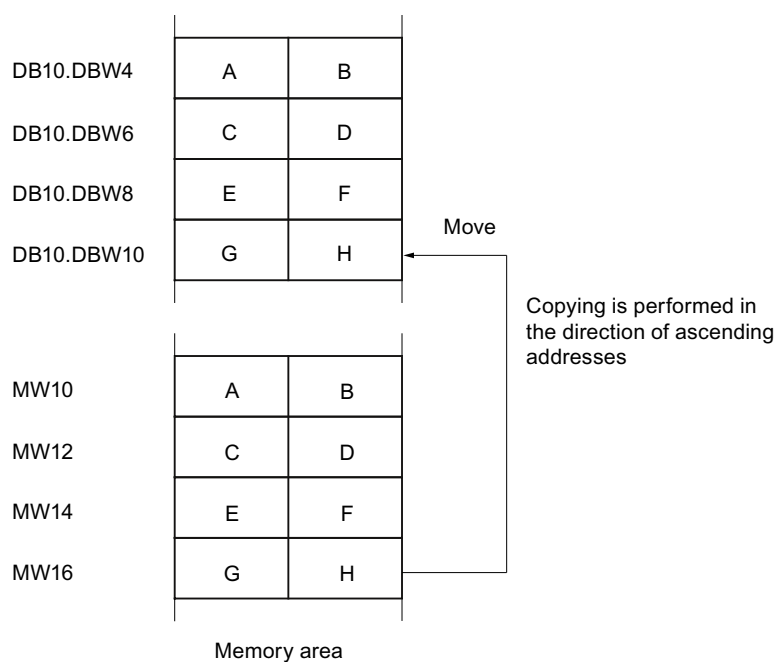 DB10.DBW4 A B
DB10.DBW6 C D
DB10.DBW8 E F
DB10.DBW10 G H
Move
Copying is performed in
the direction of ascending
addresses
MW10 A B
MW12 C D
MW14 E F
MW16 G H
Memory area